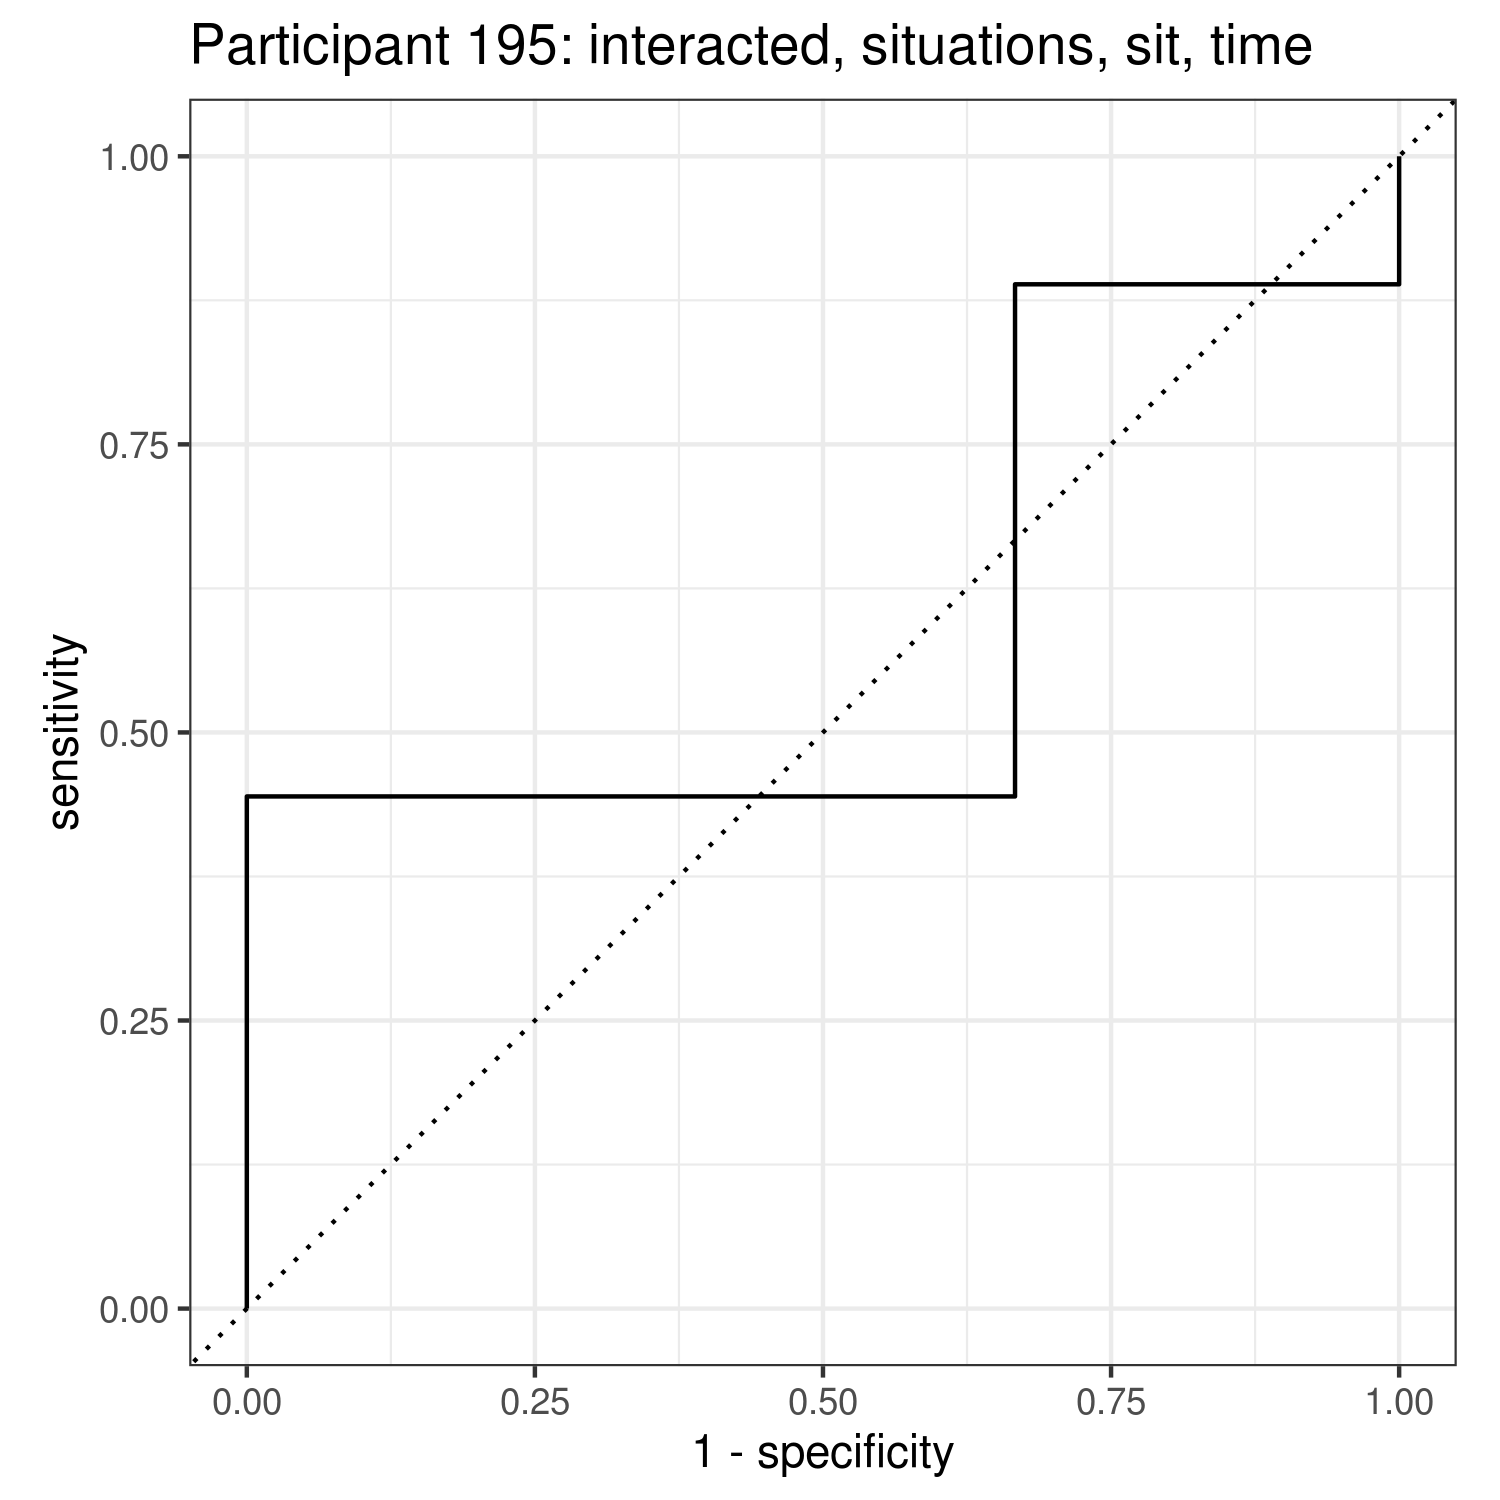 Participant 195: interacted, situations, sit, time
1.00
0.75
0.50
0.25
0.00
sensitivity
0.00 0.25 0.50 0.75 1.00
1 - specificity